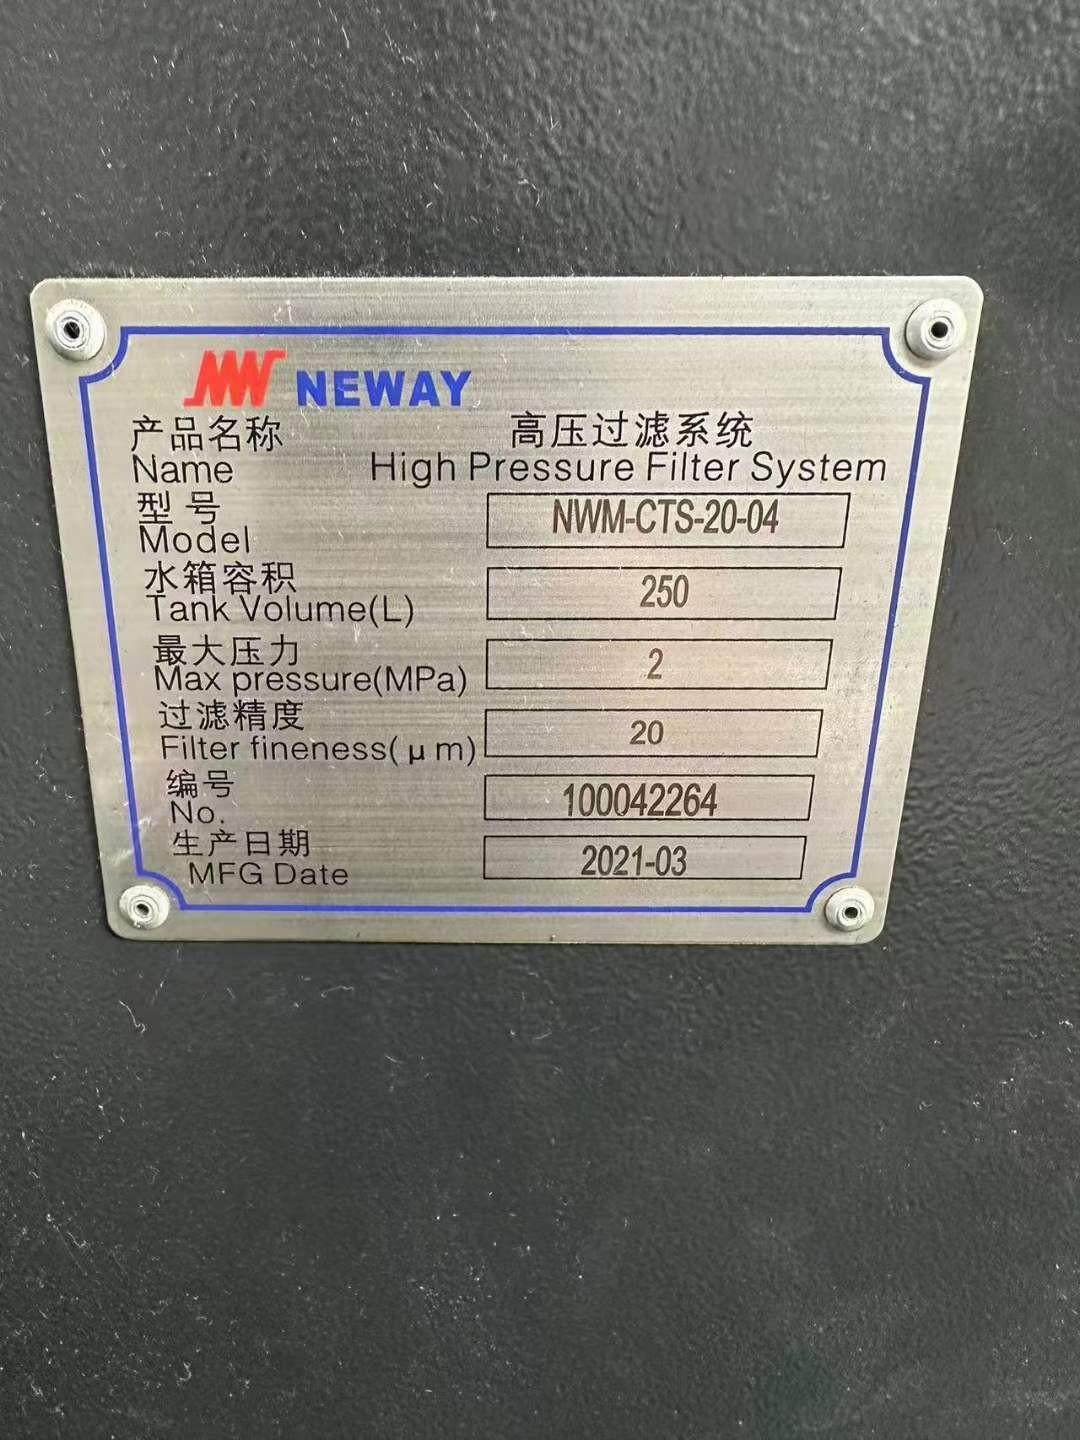 NEWAY
产品名称 高压过滤系统
Name High Pressure Filter System
型号
Model NWM-CTS-20-04
水箱容积
Tank Volume(L) 250
最大压力
Max pressure(MPa) 2
过滤精度
Filter fineness(μm) 20
编号
No. 100042264
生产日期
MFG Date 2021-03